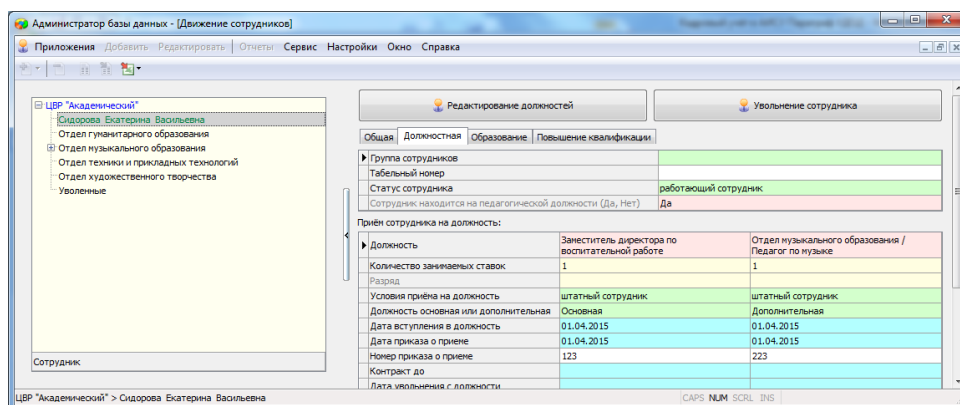 Администратор базы данных - [Движение сотрудников]
Приложения Добавить Редактировать Отчеты Сервис Настройки Окно Справка
ЦВР "Академический"
Сидорова Екатерина Васильевна
Отдел гуманитарного образования
Отдел музыкального образования
Отдел техники и прикладных технологий
Отдел художественного творчества
Уволенные
Сотрудник
Редактирование должностей Увольнение сотрудника
Общая Должностная Образование Повышение квалификации
Группа сотрудников
Табельный номер
Статус сотрудника работающий сотрудник
Сотрудник находится на педагогической должности (Да, Нет) Да
Приём сотрудника на должность:
Должность Заместитель директора по воспитательной работе Отдел музыкального образования / Педагог по музыке
Количество занимаемых ставок 1 1
Разряд
Условия приёма на должность штатный сотрудник штатный сотрудник
Должность основная или дополнительная Основная Дополнительная
Дата вступления в должность 01.04.2015 01.04.2015
Дата приказа о приеме 01.04.2015 01.04.2015
Номер приказа о приеме 123 223
Контракт до
Дата увольнения с должности
ЦВР "Академический" > Сидорова Екатерина Васильевна CAPS NUM SCRL INS